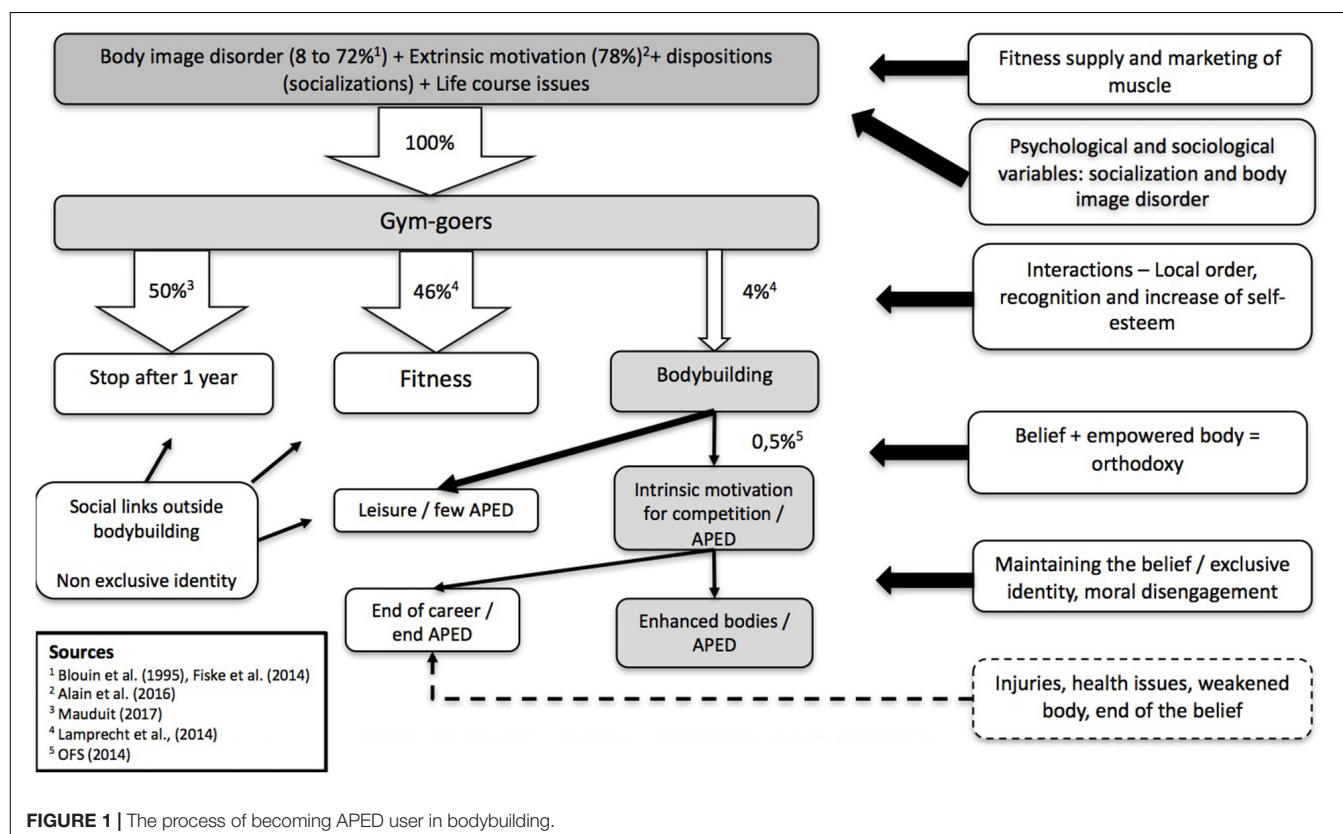 Body image disorder (8 to 72%¹) + Extrinsic motivation (78%)²+ dispositions
(socializations) + Life course issues
Fitness supply and marketing of
muscle
100%
Psychological and sociological
variables: socialization and body
image disorder
Gym-goers
50%³
46%⁴
4%⁴
Interactions – Local order,
recognition and increase of self-
esteem
Stop after 1 year
Fitness
Bodybuilding
0,5%⁵
Belief + empowered body =
orthodoxy
Social links outside
bodybuilding
Non exclusive identity
Leisure / few APED
Intrinsic motivation
for competition /
APED
Maintaining the belief / exclusive
identity, moral disengagement
End of career /
end APED
Enhanced bodies /
APED
Injuries, health issues, weakened
body, end of the belief
Sources
¹ Blouin et al. (1995), Fiske et al. (2014)
² Alain et al. (2016)
³ Mauduit (2017)
⁴ Lamprecht et al., (2014)
⁵ OFS (2014)
FIGURE 1 | The process of becoming APED user in bodybuilding.